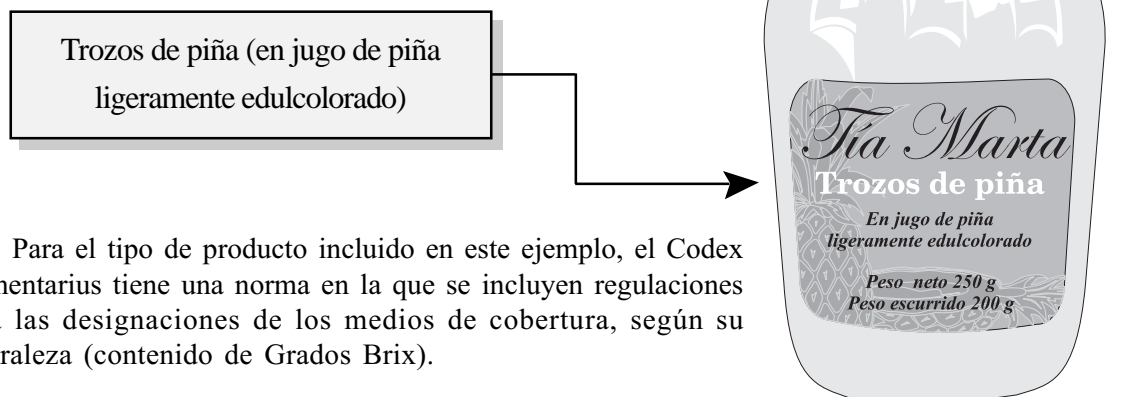 Trozos de piña (en jugo de piña
ligeramente edulcolorado)
Tía Marta
Trozos de piña
En jugo de piña
ligeramente edulcolorado
Peso neto 250 g
Peso escurrido 200 g
Para el tipo de producto incluido en este ejemplo, el Codex
mentarius tiene una norma en la que se incluyen regulaciones
las designaciones de los medios de cobertura, según su
raleza (contenido de Grados Brix).